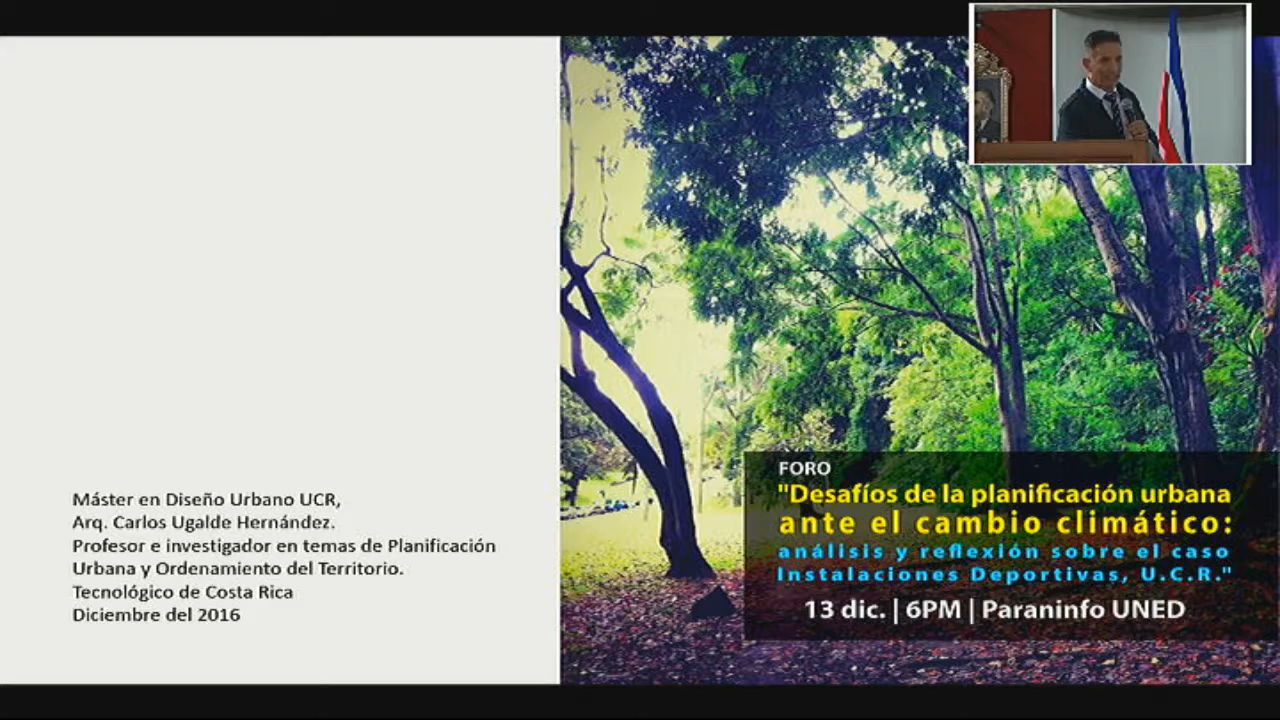 Máster en Diseño Urbano UCR,
Arq. Carlos Ugalde Hernández.
Profesor e investigador en temas de Planificación
Urbana y Ordenamiento del Territorio.
Tecnológico de Costa Rica
Diciembre del 2016
FORO
"Desafíos de la planificación urbana
ante el cambio climático:
análisis y reflexión sobre el caso
Instalaciones Deportivas, U.C.R."
13 dic. | 6PM | Paraninfo UNED